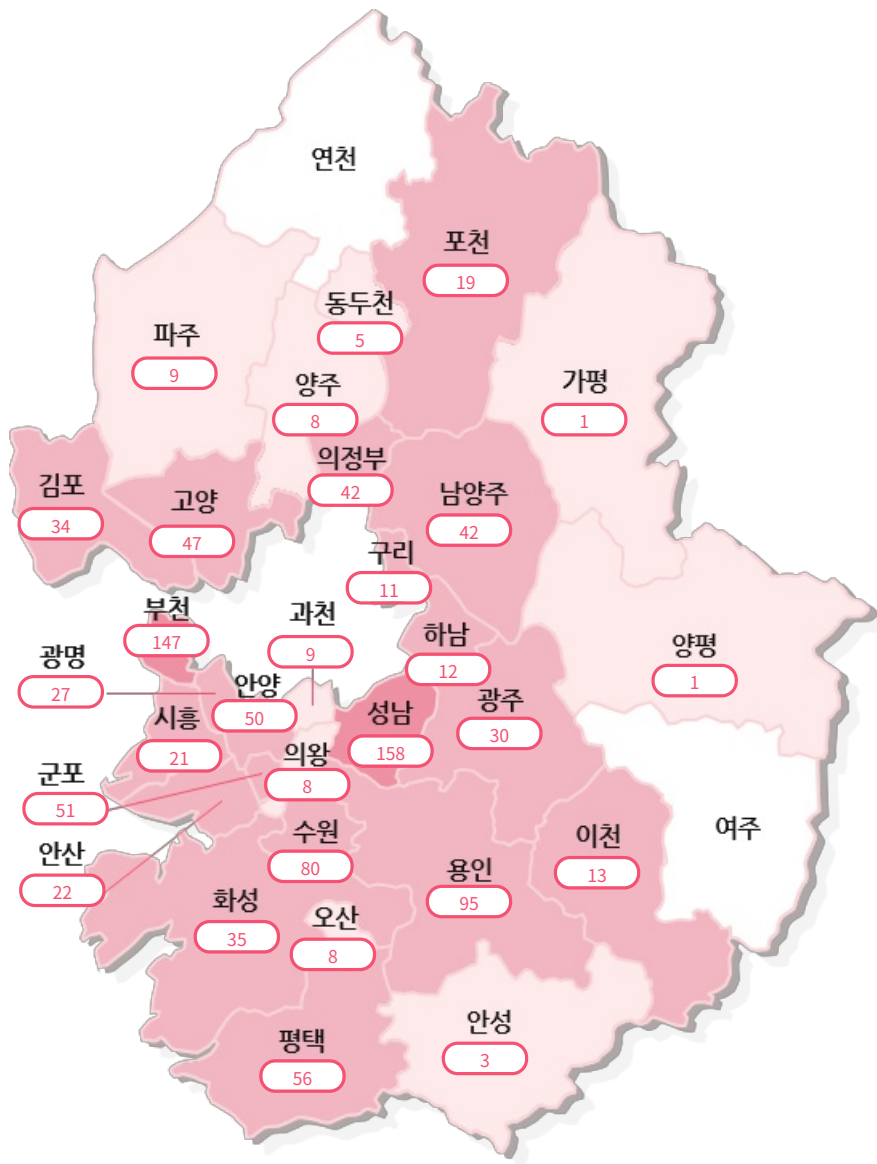 연천
포천
19
동두천
5
파주
9
양주
8
가평
1
의정부
42
김포
34
고양
47
남양주
42
구리
11
부천
147
과천
9
하남
12
양평
1
광명
27
안양
50
시흥
21
성남
158
광주
30
의왕
8
군포
51
안산
22
수원
80
여주
이천
13
용인
95
화성
35
오산
8
안성
3
평택
56